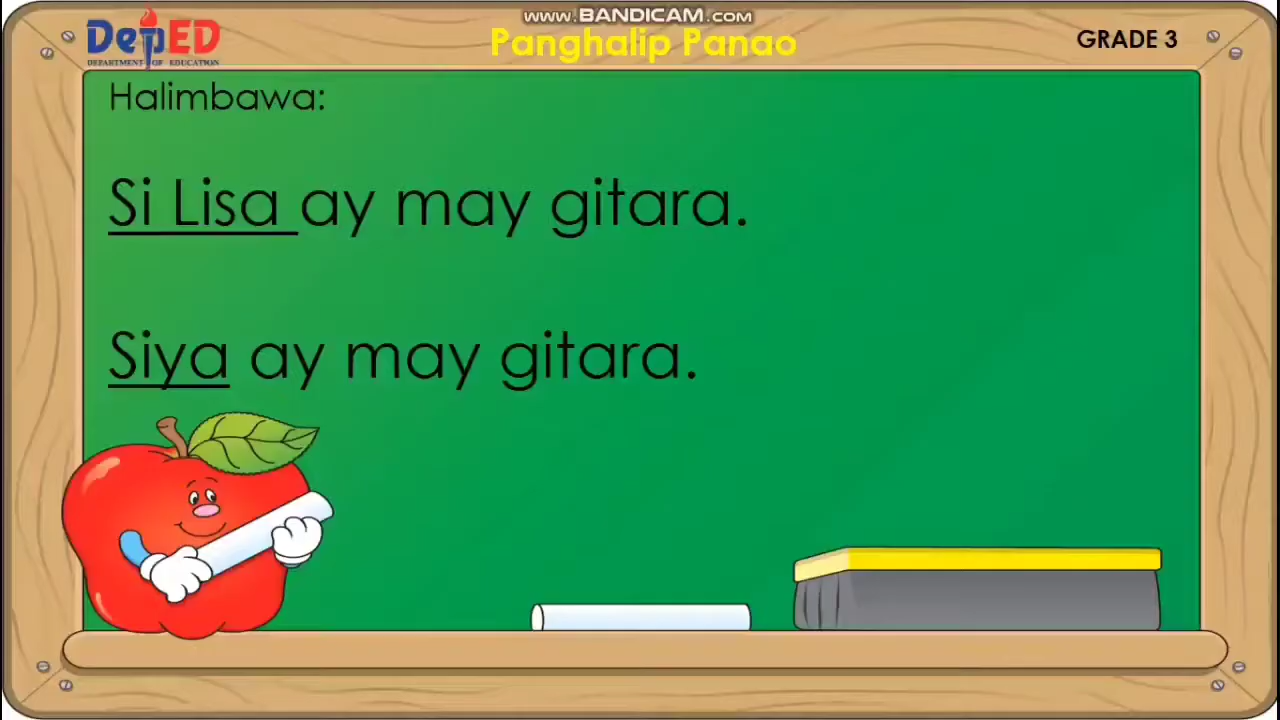 www.BANDICAM.com
DepED
DEPARTMENT OF EDUCATION
Panghalip Panao
GRADE 3
Halimbawa:
Si Lisa ay may gitara.
Siya ay may gitara.